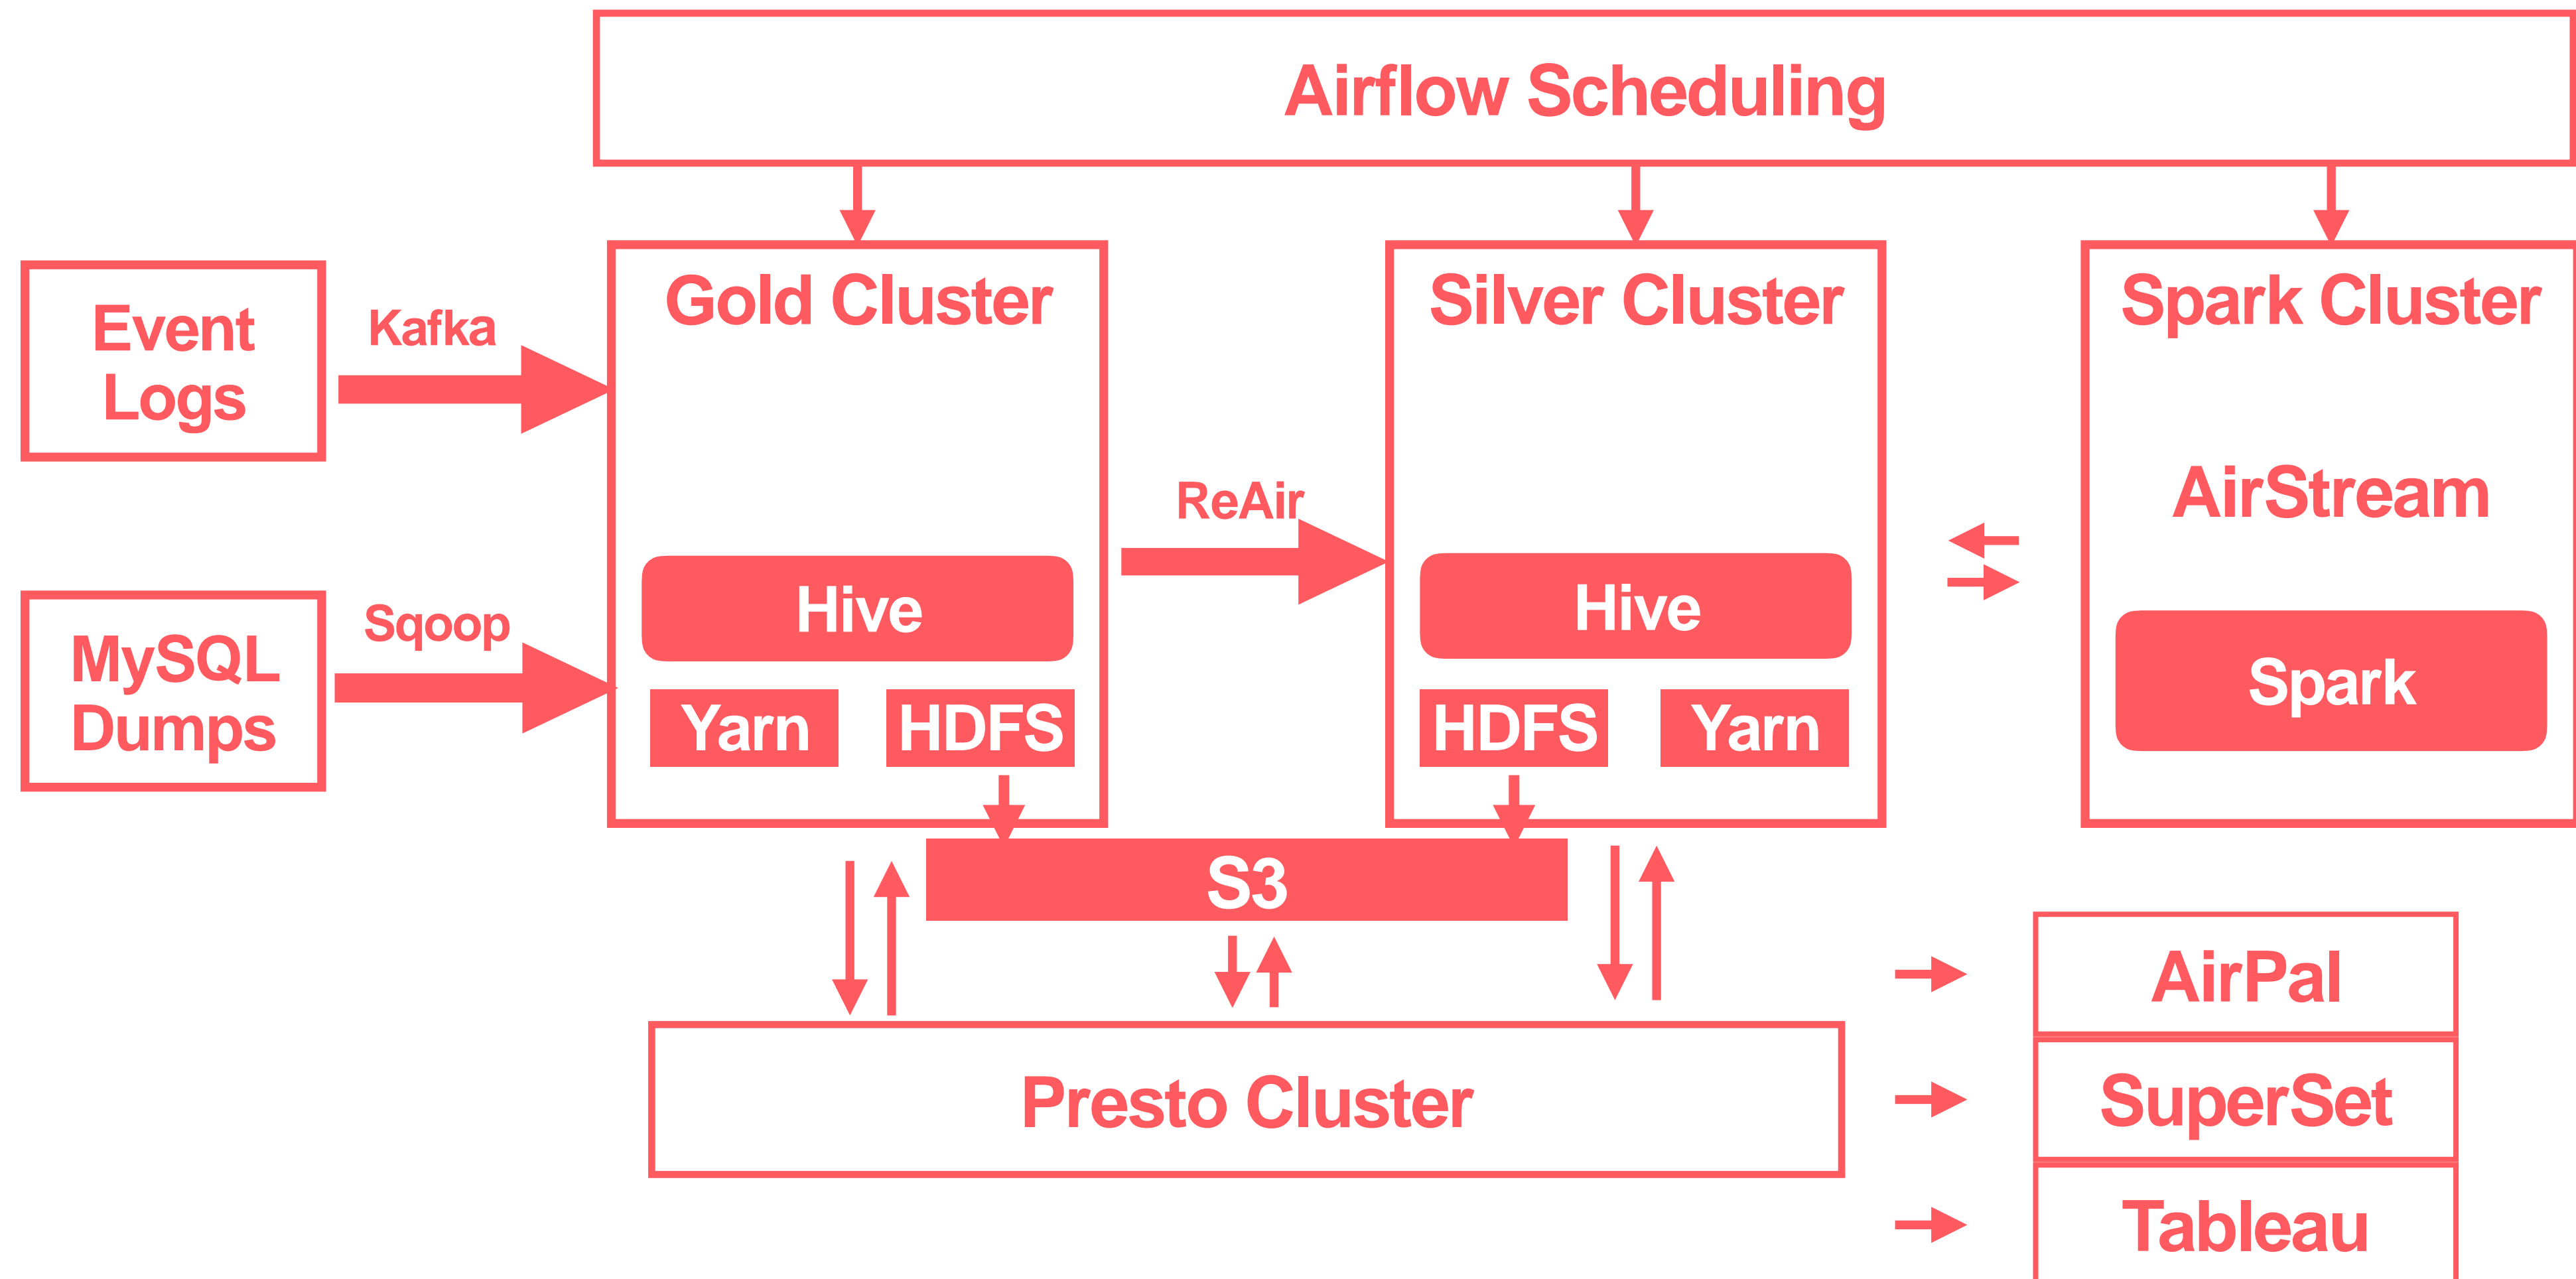 Airflow Scheduling
Event
Logs
Kafka
MySQL
Dumps
Sqoop
Gold Cluster
Hive
Yarn
HDFS
ReAir
Silver Cluster
Hive
HDFS
Yarn
Spark Cluster
AirStream
Spark
S3
Presto Cluster
AirPal
SuperSet
Tableau